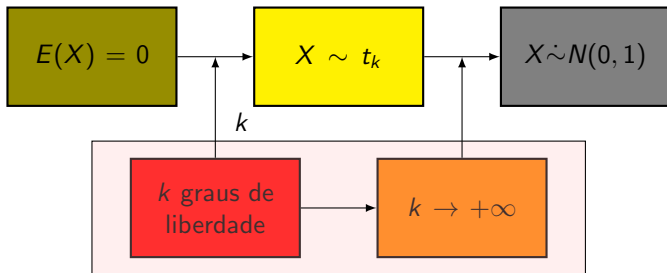 E(X) = 0
X ∼ t_k
X ∼̇ N(0, 1)
k
k graus de
liberdade
k → +∞